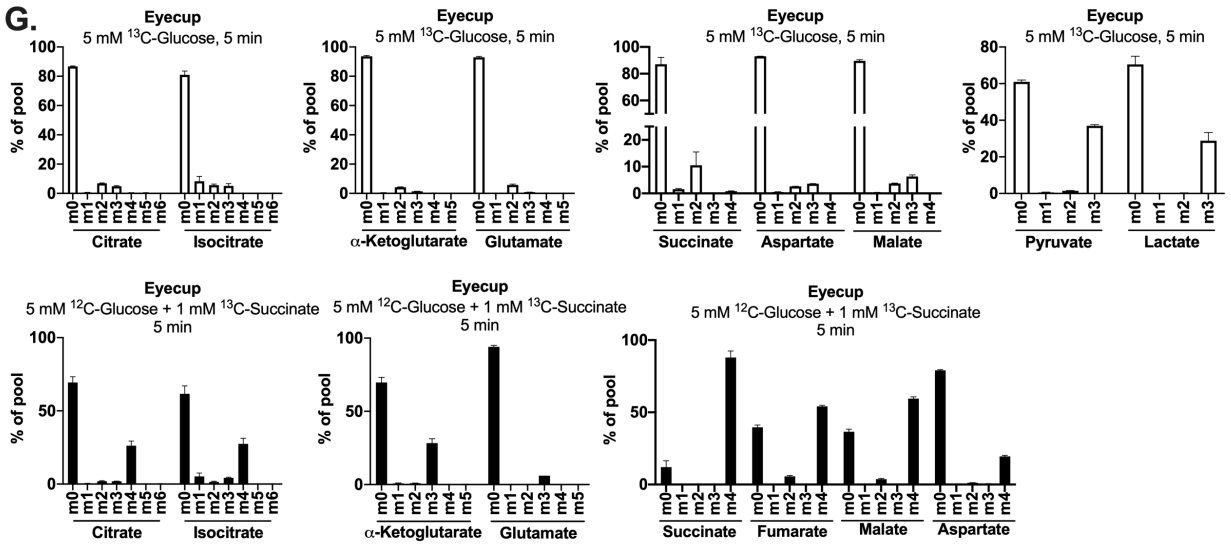 G.
Eyecup
5 mM ¹³C-Glucose, 5 min
% of pool
100
80
60
40
20
0
m0 m1 m2 m3 m4 m5 m6 m0 m1 m2 m3 m4 m5 m6
Citrate Isocitrate
Eyecup
5 mM ¹³C-Glucose, 5 min
% of pool
100
80
60
40
20
0
m0 m1 m2 m3 m4 m5 m0 m1 m2 m3 m4 m5
α-Ketoglutarate Glutamate
Eyecup
5 mM ¹³C-Glucose, 5 min
% of pool
100
80
60
40
20
10
0
m0 m1 m2 m3 m4 m0 m1 m2 m3 m4 m0 m1 m2 m3 m4
Succinate Aspartate Malate
Eyecup
5 mM ¹³C-Glucose, 5 min
% of pool
80
60
40
20
0
m0 m1 m2 m3 m0 m1 m2 m3
Pyruvate Lactate
Eyecup
5 mM ¹²C-Glucose + 1 mM ¹³C-Succinate
5 min
% of pool
100
50
0
m0 m1 m2 m3 m4 m5 m6 m0 m1 m2 m3 m4 m5 m6
Citrate Isocitrate
Eyecup
5 mM ¹²C-Glucose + 1 mM ¹³C-Succinate
5 min
% of pool
100
50
0
m0 m1 m2 m3 m4 m5 m0 m1 m2 m3 m4 m5
α-Ketoglutarate Glutamate
Eyecup
5 mM ¹²C-Glucose + 1 mM ¹³C-Succinate
5 min
% of pool
100
50
0
m0 m1 m2 m3 m4 m0 m1 m2 m3 m4 m0 m1 m2 m3 m4 m0 m1 m2 m3 m4
Succinate Fumarate Malate Aspartate